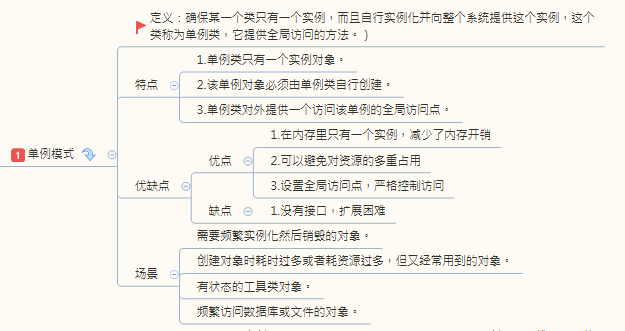 定义：确保某一个类只有一个实例，而且自行实例化并向整个系统提供这个实例，这个
类称为单例类，它提供全局访问的方法。）
1.单例类只有一个实例对象。
特点
2.该单例对象必须由单例类自行创建。
3.单例类对外提供一个访问该单例的全局访问点。
1 单例模式
1.在内存里只有一个实例，减少了内存开销
优点
2.可以避免对资源的多重占用
优缺点
3.设置全局访问点，严格控制访问
缺点
1.没有接口，扩展困难
需要频繁实例化然后销毁的对象。
创建对象时耗时过多或者耗资源过多，但又经常用到的对象。
场景
有状态的工具类对象。
频繁访问数据库或文件的对象。